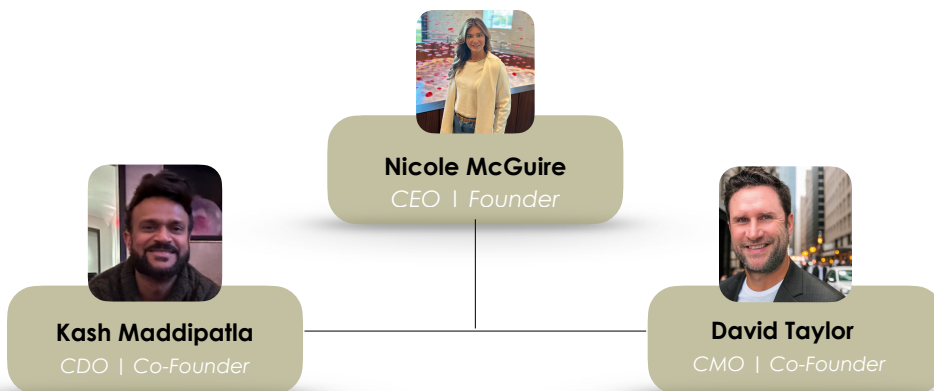 Nicole McGuire
CEO | Founder
Kash Maddipatla
CDO | Co-Founder
David Taylor
CMO | Co-Founder